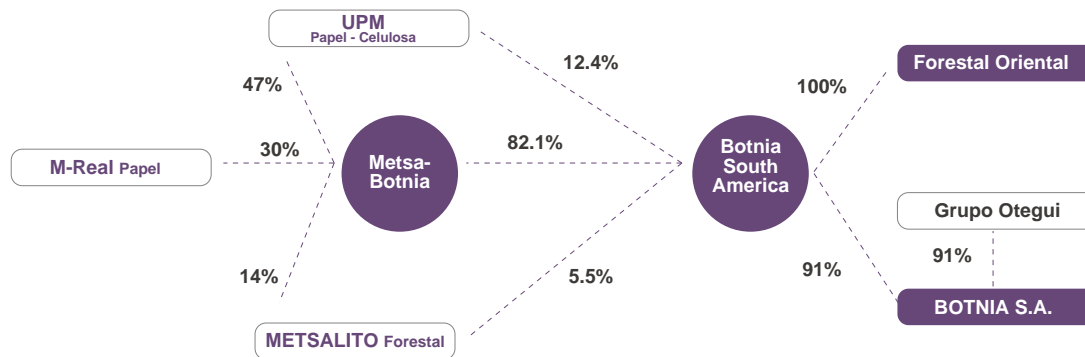 UPM
Papel - Celulosa
12.4%
Forestal Oriental
47%
100%
30%
82.1%
M-Real Papel
Metsa-
Botnia
Botnia
South
America
Grupo Otegui
14%
5.5%
91%
91%
METSALITO Forestal
BOTNIA S.A.